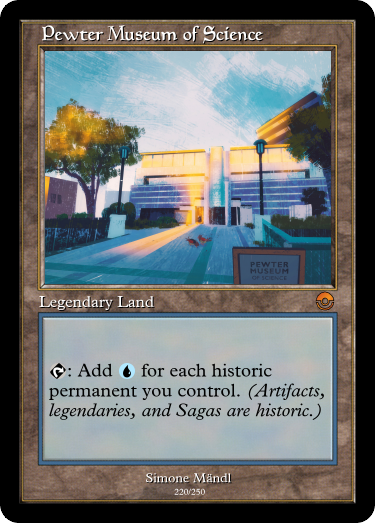 Pewter Museum of Science
PEWTER
MUSEUM
OF SCIENCE
Legendary Land
: Add for each historic
permanent you control. (Artifacts,
legendaries, and Sagas are historic.)
Simone Mändl
220/250